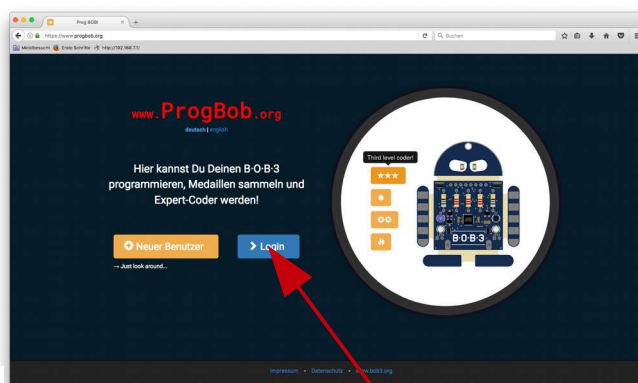 Prog BOB!
https://www.progbob.org
Suchen
Meistbesucht Erste Schritte http://192.168.7.1/
www.ProgBob.org
deutsch | english
Hier kannst Du Deinen B·O·B·3
programmieren, Medaillen sammeln und
Expert-Coder werden!
Neuer Benutzer
Login
→ Just look around...
Third level coder!
B·O·B·3
Impressum • Datenschutz • www.bob3.org